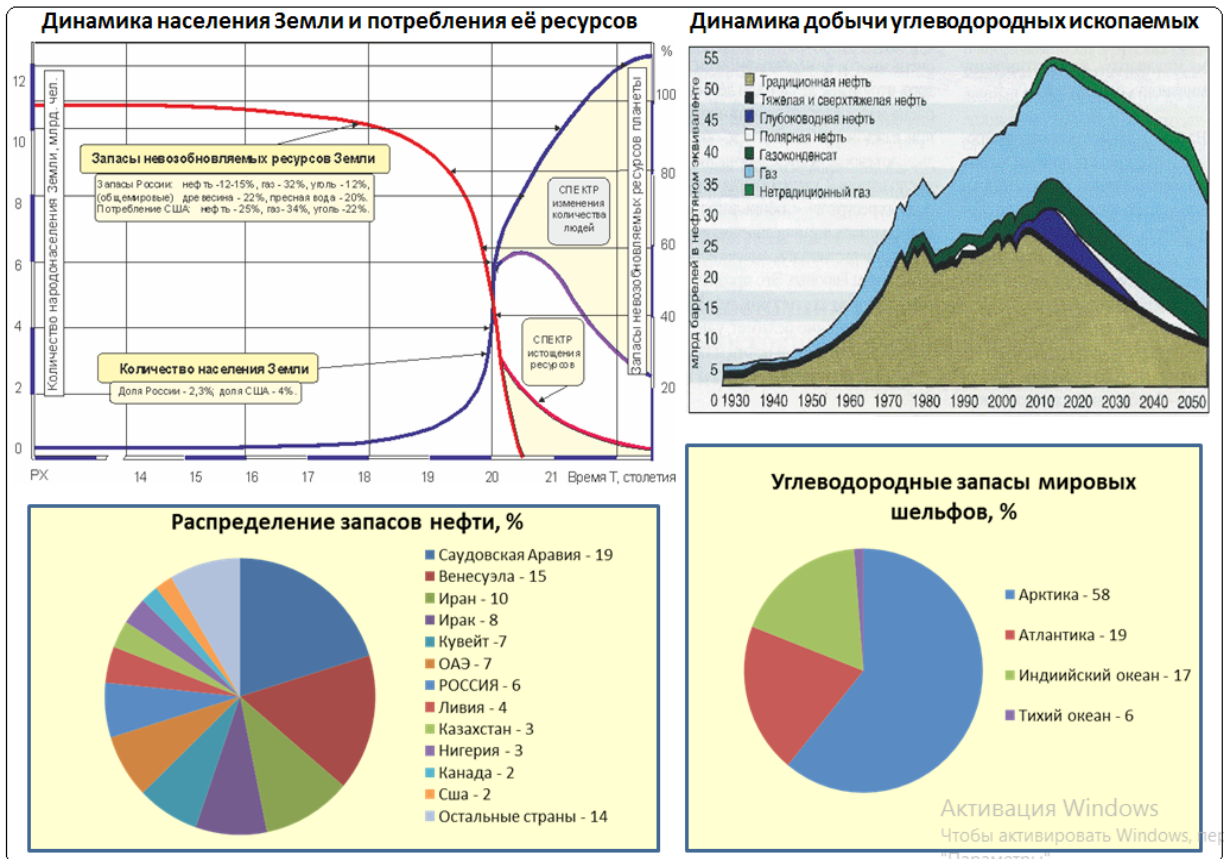 Динамика населения Земли и потребления её ресурсов
Количество народонаселения Земли, млрд. чел.
12
10
8
6
4
2
0
%
100
80
60
40
20
Запасы невозобновляемых ресурсов планеты
Запасы невозобновляемых ресурсов Земли
Запасы России: нефть -12-15%, газ - 32%, уголь - 12%,
(общемировые) древесина - 22%, пресная вода - 20%.
Потребление США: нефть - 25%, газ- 34%, уголь -22%.
СПЕКТР
изменения
количества
людей
СПЕКТР
истощения
ресурсов
Количество населения Земли
Доля России - 2,3%; доля США - 4%.
РХ 14 15 16 17 18 19 20 21 Время Т, столетия
Динамика добычи углеводородных ископаемых
млрд баррелей в нефтяном эквиваленте
55
50
45
40
35
30
25
20
15
10
5
Традиционная нефть
Тяжелая и сверхтяжелая нефть
Глубоководная нефть
Полярная нефть
Газоконденсат
Газ
Нетрадиционный газ
0 1930 1940 1950 1960 1970 1980 1990 2000 2010 2020 2030 2040 2050
Распределение запасов нефти, %
Саудовская Аравия - 19
Венесуэла - 15
Иран - 10
Ирак - 8
Кувейт -7
ОАЭ - 7
РОССИЯ - 6
Ливия - 4
Казахстан - 3
Нигерия - 3
Канада - 2
Сша - 2
Остальные страны - 14
Углеводородные запасы мировых
шельфов, %
Арктика - 58
Атлантика - 19
Индиийский океан - 17
Тихий океан - 6
Активация Windows
Чтобы активировать Windows, пер
"Параметры"